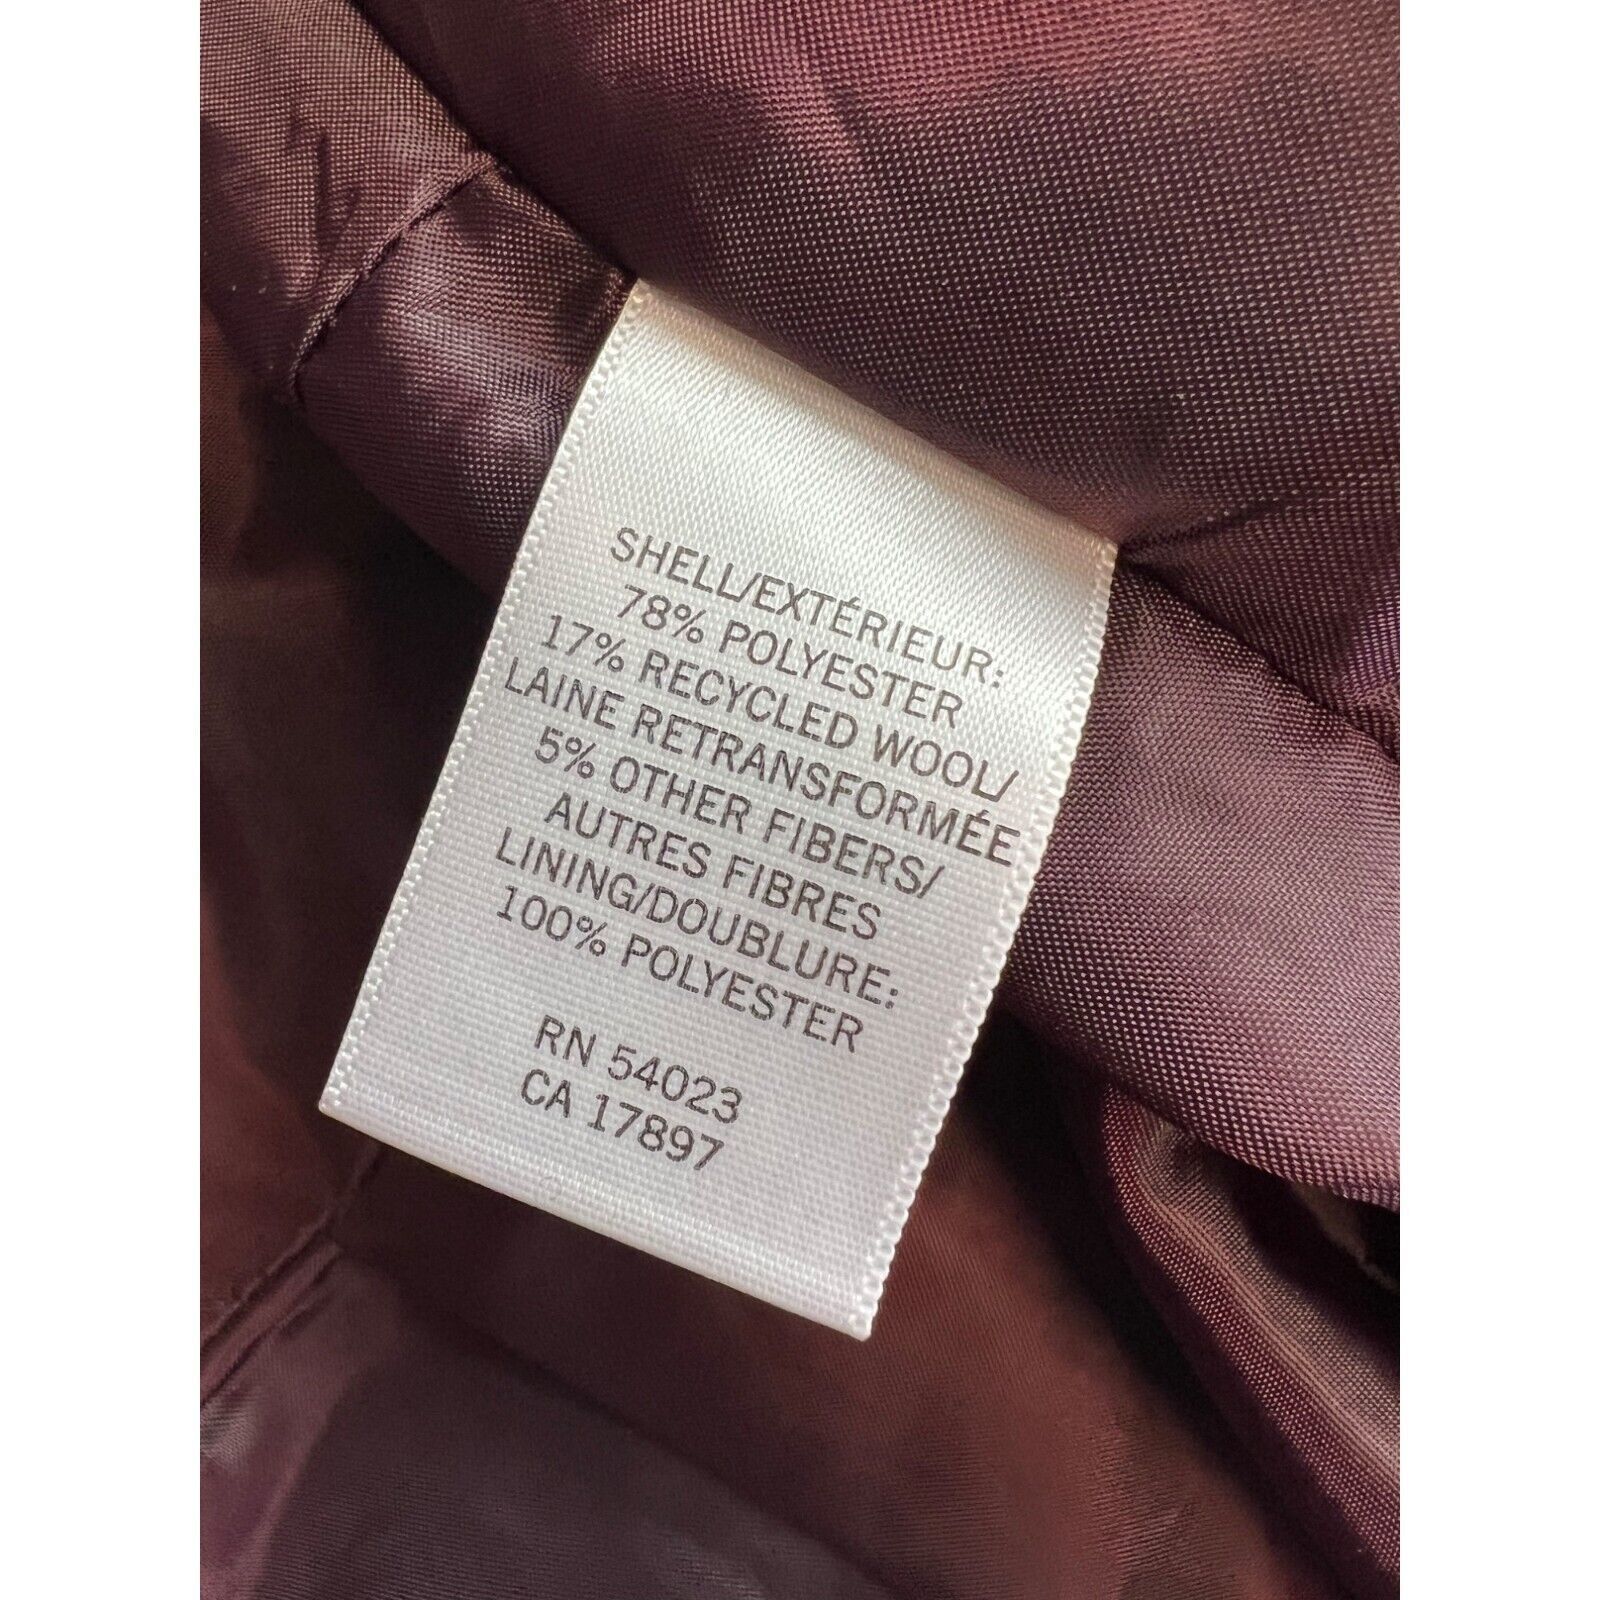 SHELL/EXTÉRIEUR:
78% POLYESTER
17% RECYCLED WOOL/
LAINE RETRANSFORMÉE
5% OTHER FIBERS/
AUTRES FIBRES
LINING/DOUBLURE:
100% POLYESTER
RN 54023
CA 17897